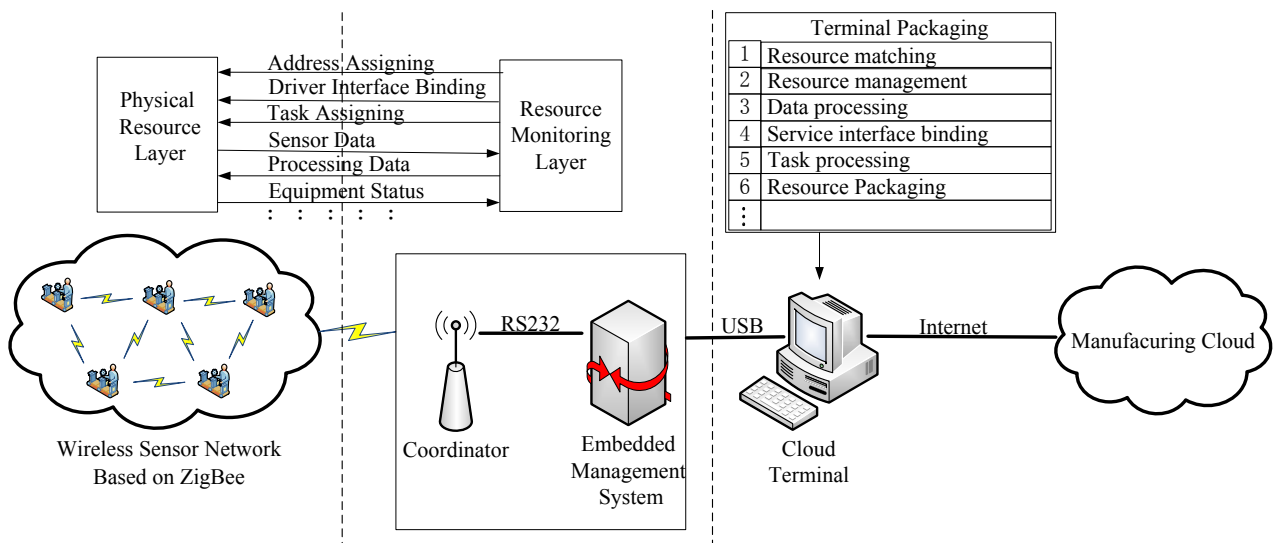 Physical
Resource
Layer
Address Assigning
Driver Interface Binding
Task Assigning
Sensor Data
Processing Data
Equipment Status
: : : : :
Resource
Monitoring
Layer
Terminal Packaging
1 Resource matching
2 Resource management
3 Data processing
4 Service interface binding
5 Task processing
6 Resource Packaging
⋮
Wireless Sensor Network
Based on ZigBee
RS232
Coordinator
Embedded
Management
System
USB
Cloud
Terminal
Internet
Manufacuring Cloud